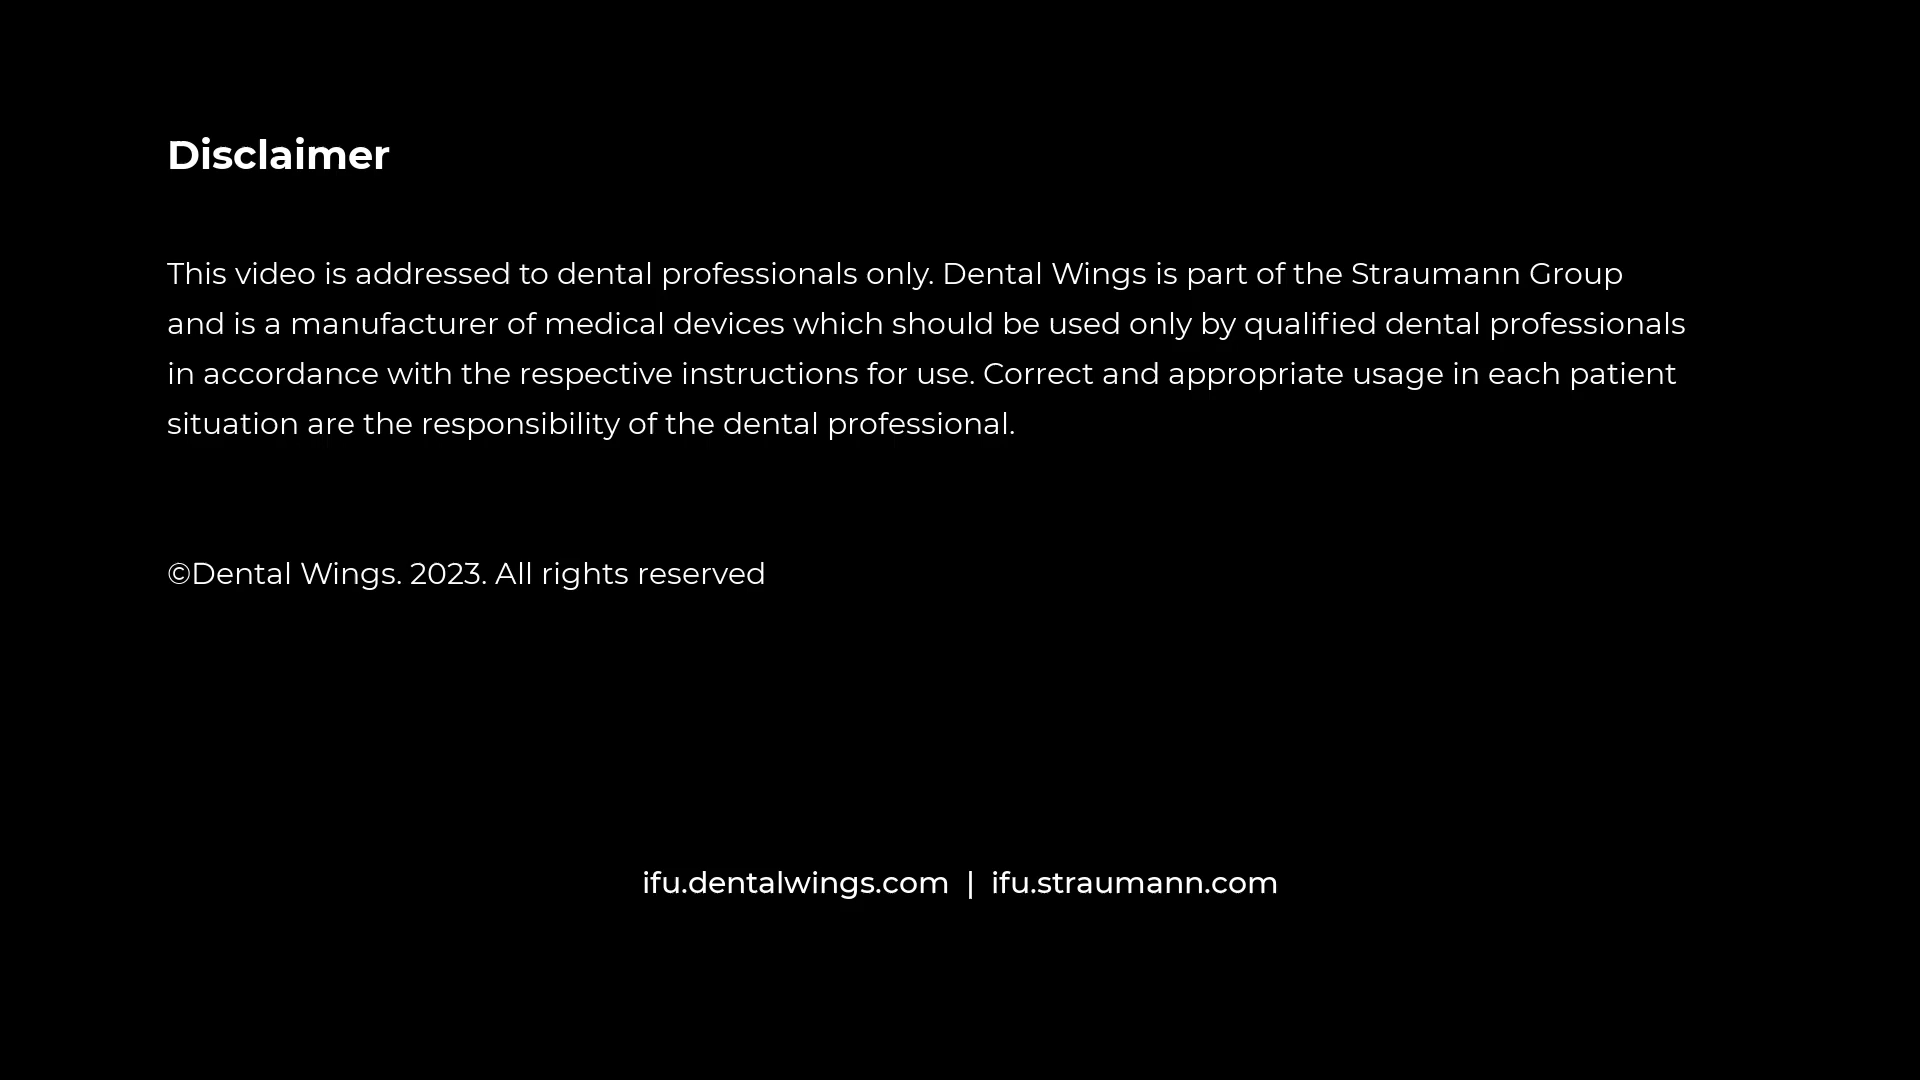 Disclaimer
This video is addressed to dental professionals only. Dental Wings is part of the Straumann Group
and is a manufacturer of medical devices which should be used only by qualified dental professionals
in accordance with the respective instructions for use. Correct and appropriate usage in each patient
situation are the responsibility of the dental professional.
©Dental Wings. 2023. All rights reserved
ifu.dentalwings.com | ifu.straumann.com